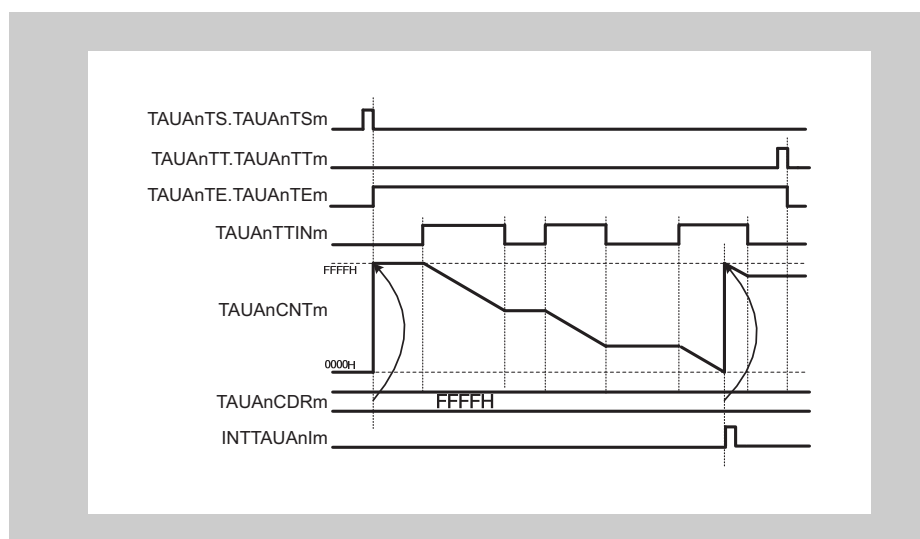 TAUAnTS.TAUAnTSm
TAUAnTT.TAUAnTTm
TAUAnTE.TAUAnTEm
TAUAnTTINm
FFFFH
TAUAnCNTm
0000H
TAUAnCDRm FFFFH
INTTAUAnIm